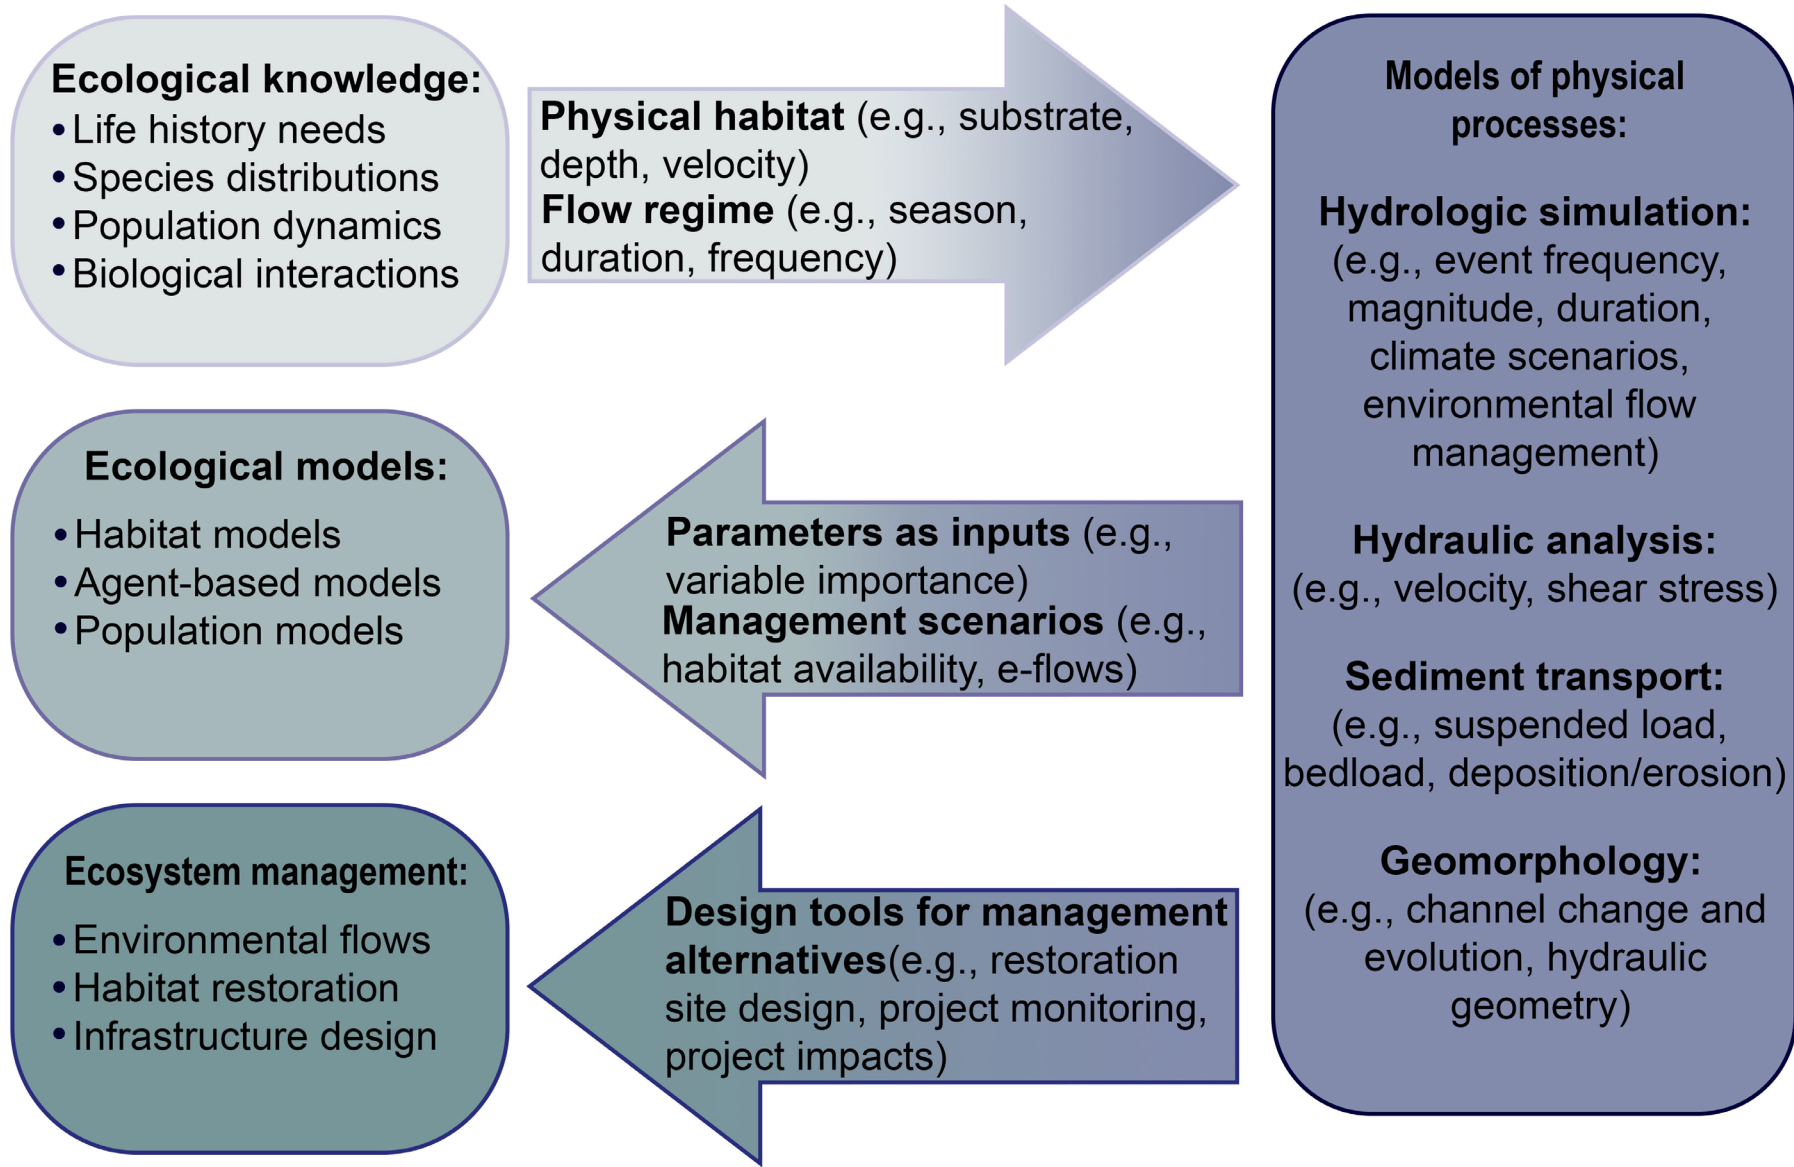 Ecological knowledge:
• Life history needs
• Species distributions
• Population dynamics
• Biological interactions
Physical habitat (e.g., substrate,
depth, velocity)
Flow regime (e.g., season,
duration, frequency)
Models of physical
processes:
Hydrologic simulation:
(e.g., event frequency,
magnitude, duration,
climate scenarios,
environmental flow
management)
Hydraulic analysis:
(e.g., velocity, shear stress)
Sediment transport:
(e.g., suspended load,
bedload, deposition/erosion)
Geomorphology:
(e.g., channel change and
evolution, hydraulic
geometry)
Ecological models:
• Habitat models
• Agent-based models
• Population models
Parameters as inputs (e.g.,
variable importance)
Management scenarios (e.g.,
habitat availability, e-flows)
Ecosystem management:
• Environmental flows
• Habitat restoration
• Infrastructure design
Design tools for management
alternatives(e.g., restoration
site design, project monitoring,
project impacts)